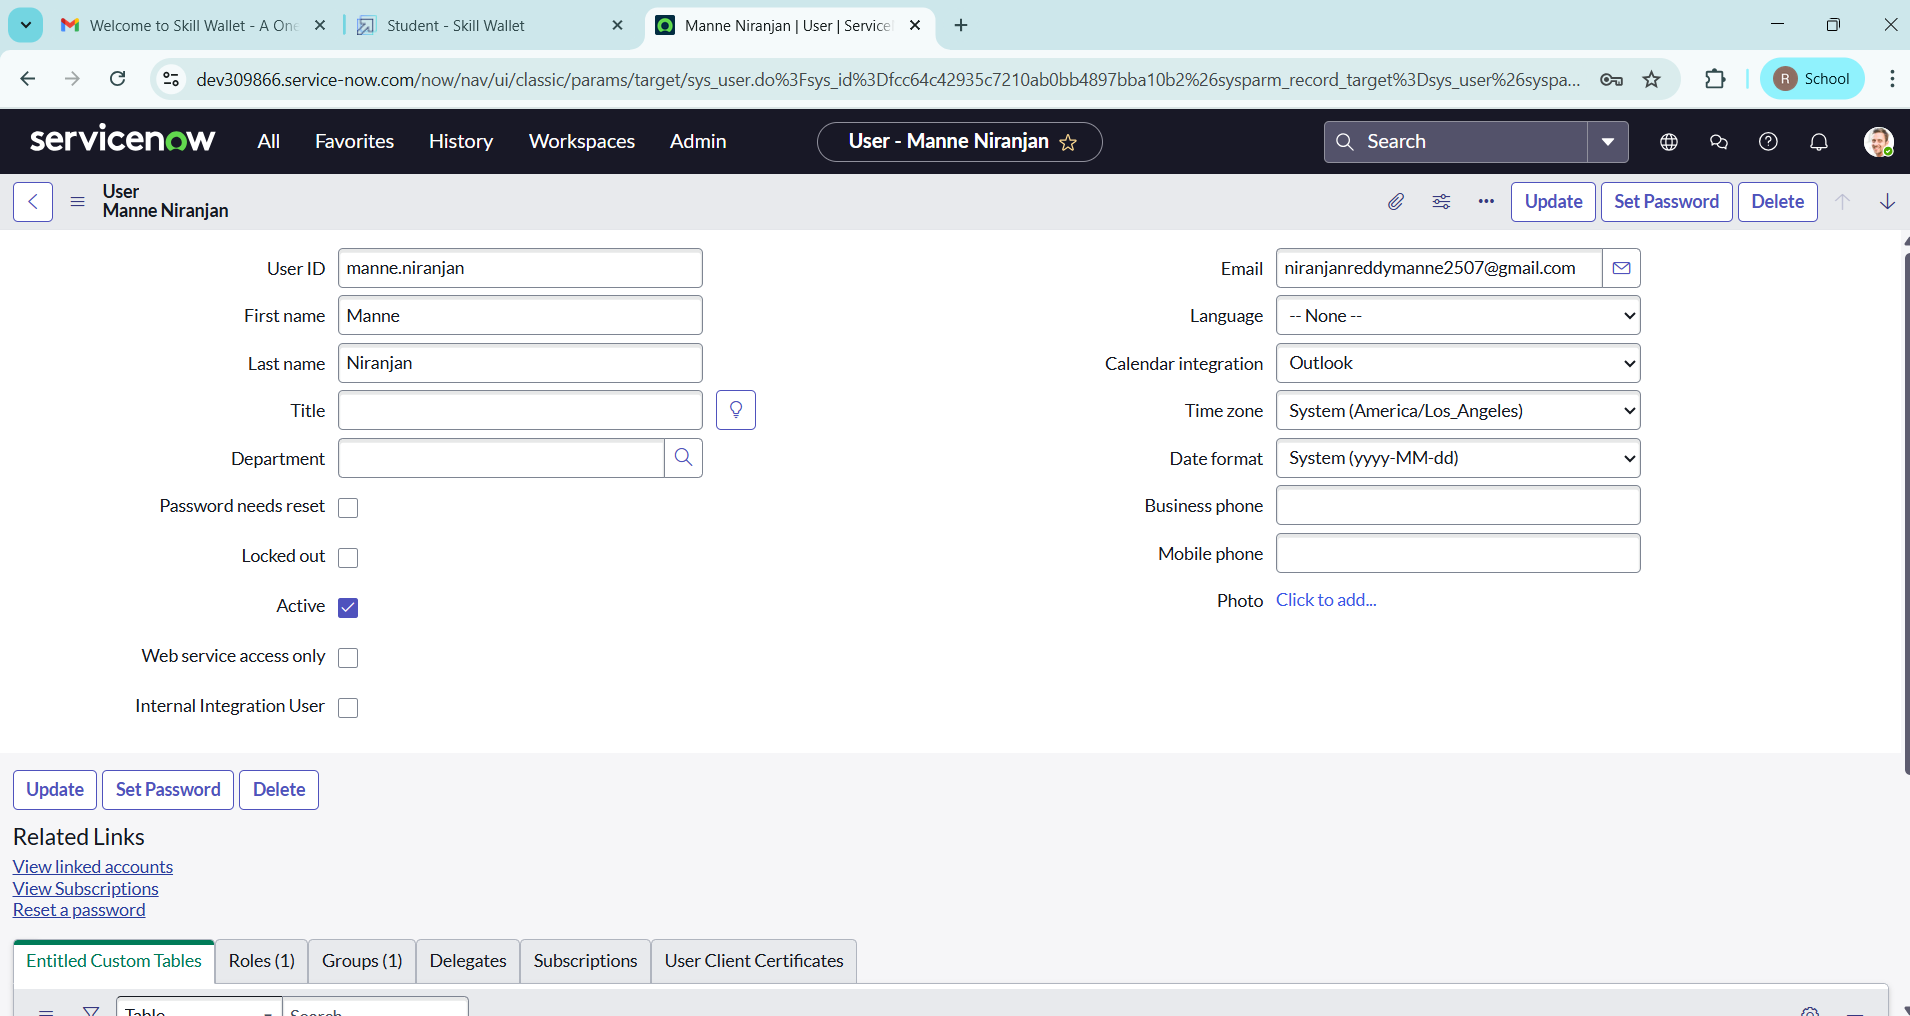 Welcome to Skill Wallet - A One
Student - Skill Wallet
Manne Niranjan | User | Service
dev309866.service-now.com/now/nav/ui/classic/params/target/sys_user.do%3Fsys_id%3Dfcc64c42935c7210ab0bb4897bba10b2%26sysparm_record_target%3Dsys_user%26syspa...
R School
servicenow
All Favorites History Workspaces Admin
User - Manne Niranjan
Search
User
Manne Niranjan
Update Set Password Delete
User ID manne.niranjan
First name Manne
Last name Niranjan
Title
Department
Password needs reset
Locked out
Active
Web service access only
Internal Integration User
Email niranjanreddymanne2507@gmail.com
Language -- None --
Calendar integration Outlook
Time zone System (America/Los_Angeles)
Date format System (yyyy-MM-dd)
Business phone
Mobile phone
Photo Click to add...
Update Set Password Delete
Related Links
View linked accounts
View Subscriptions
Reset a password
Entitled Custom Tables Roles (1) Groups (1) Delegates Subscriptions User Client Certificates
Table Search